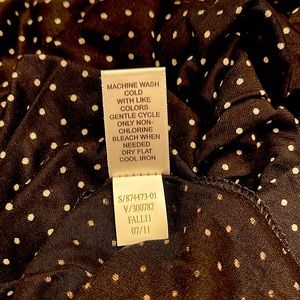 MACHINE WASH
COLD
WITH LIKE
COLORS
GENTLE CYCLE
ONLY NON-
CHLORINE
BLEACH WHEN
NEEDED
DRY FLAT
COOL IRON
S/874473-01
V/300782
FALL11
07/11